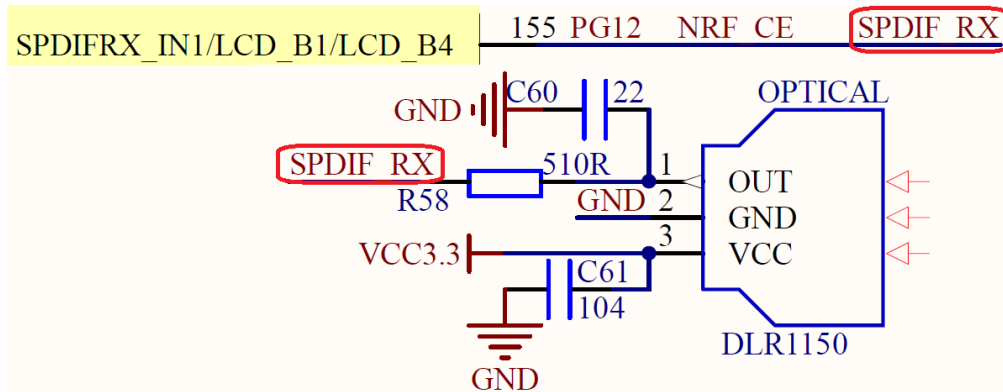 155 PG12 NRF_CE SPDIF_RX
SPDIFRX_IN1/LCD_B1/LCD_B4
C60 22 OPTICAL
GND
SPDIF_RX 510R 1 OUT
R58 GND 2 GND
VCC3.3 3 VCC
C61
104
DLR1150
GND